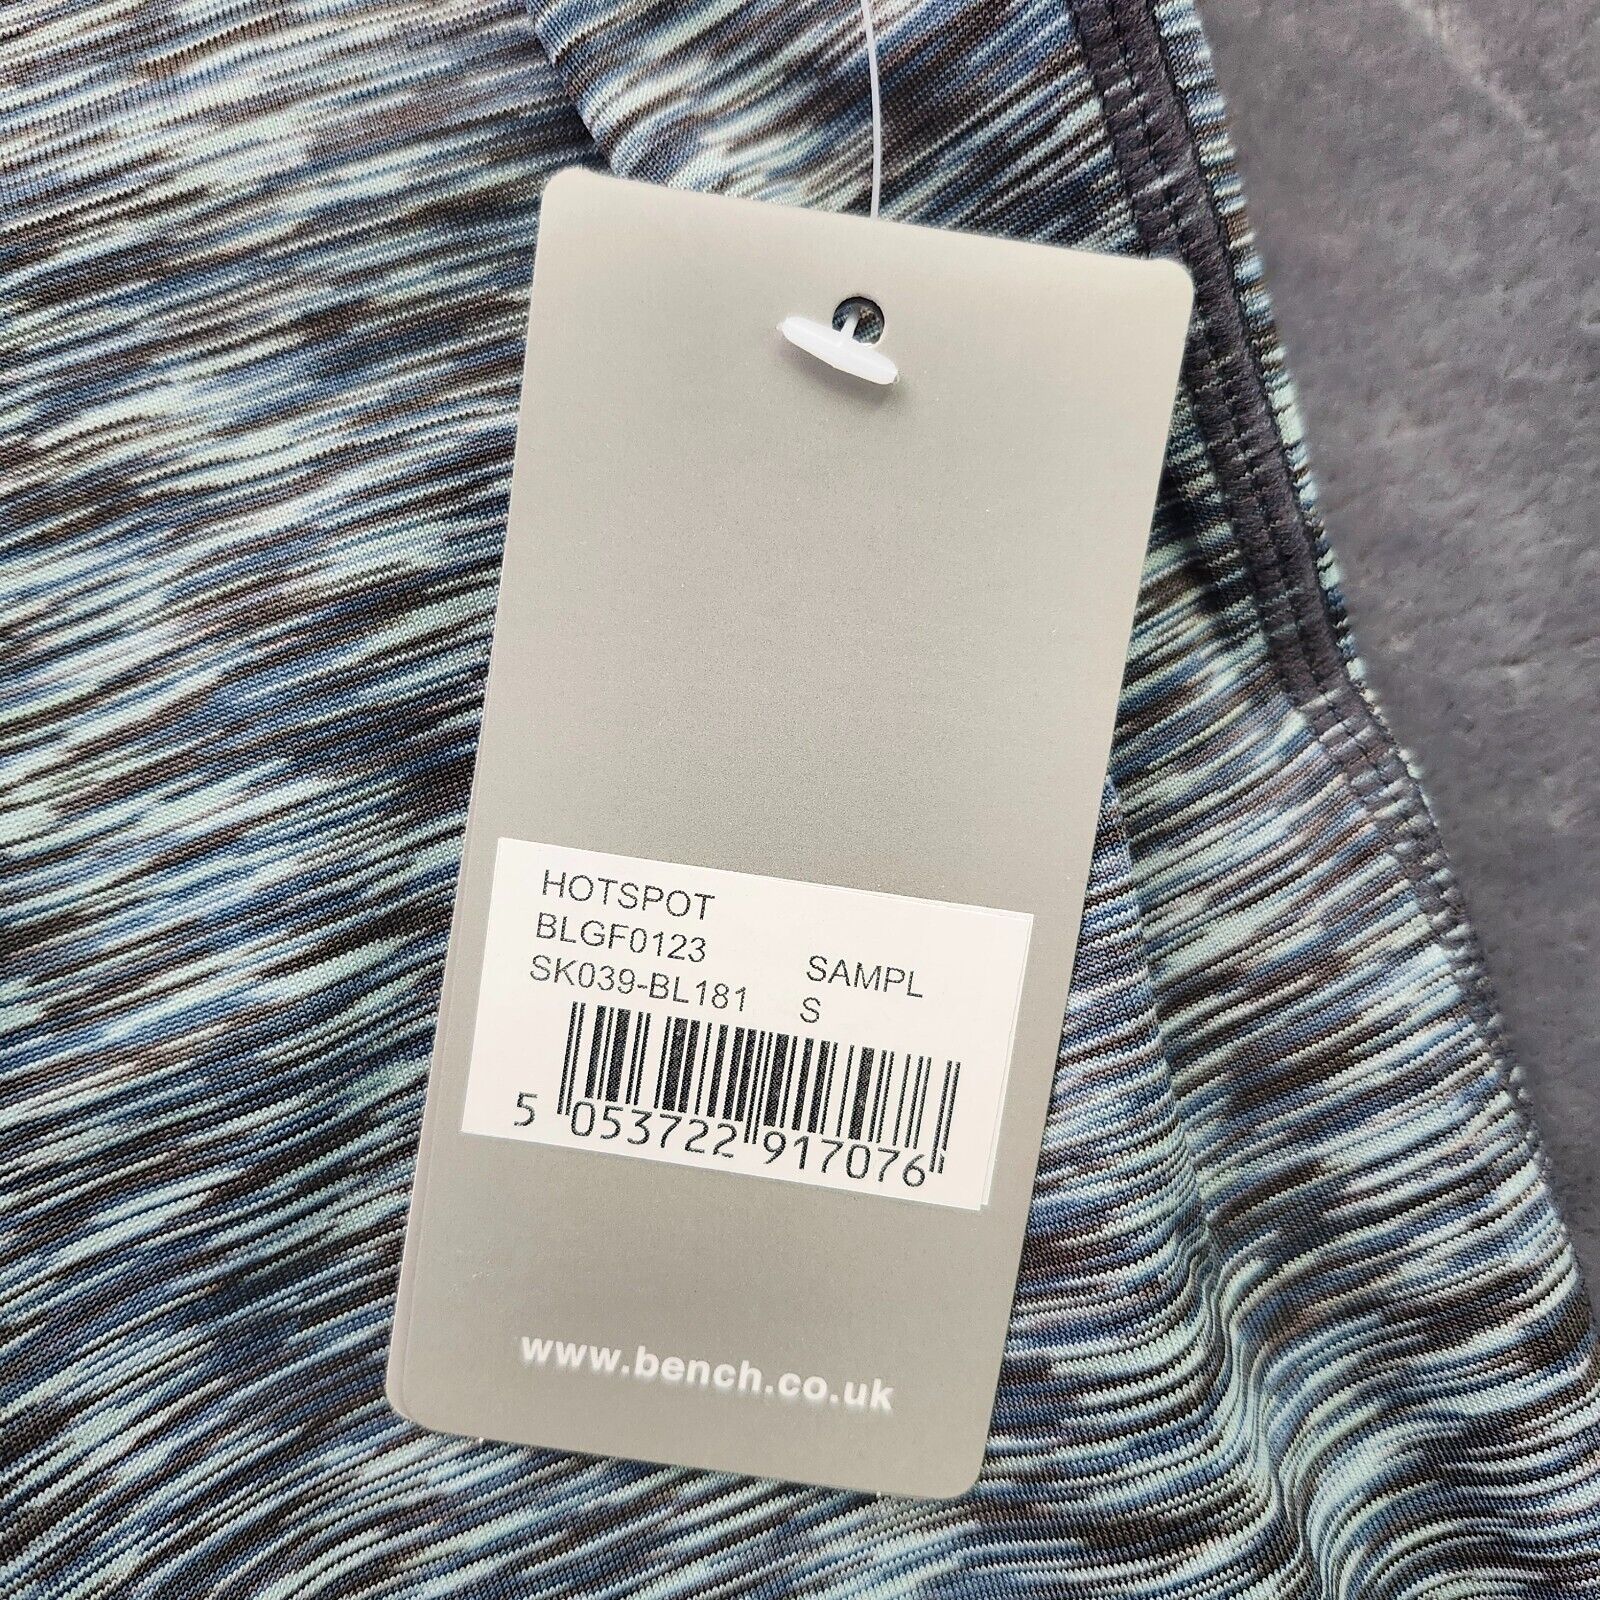 HOTSPOT
BLGF0123 SAMPL
SK039-BL181 S
5 053722 917076
www.bench.co.uk